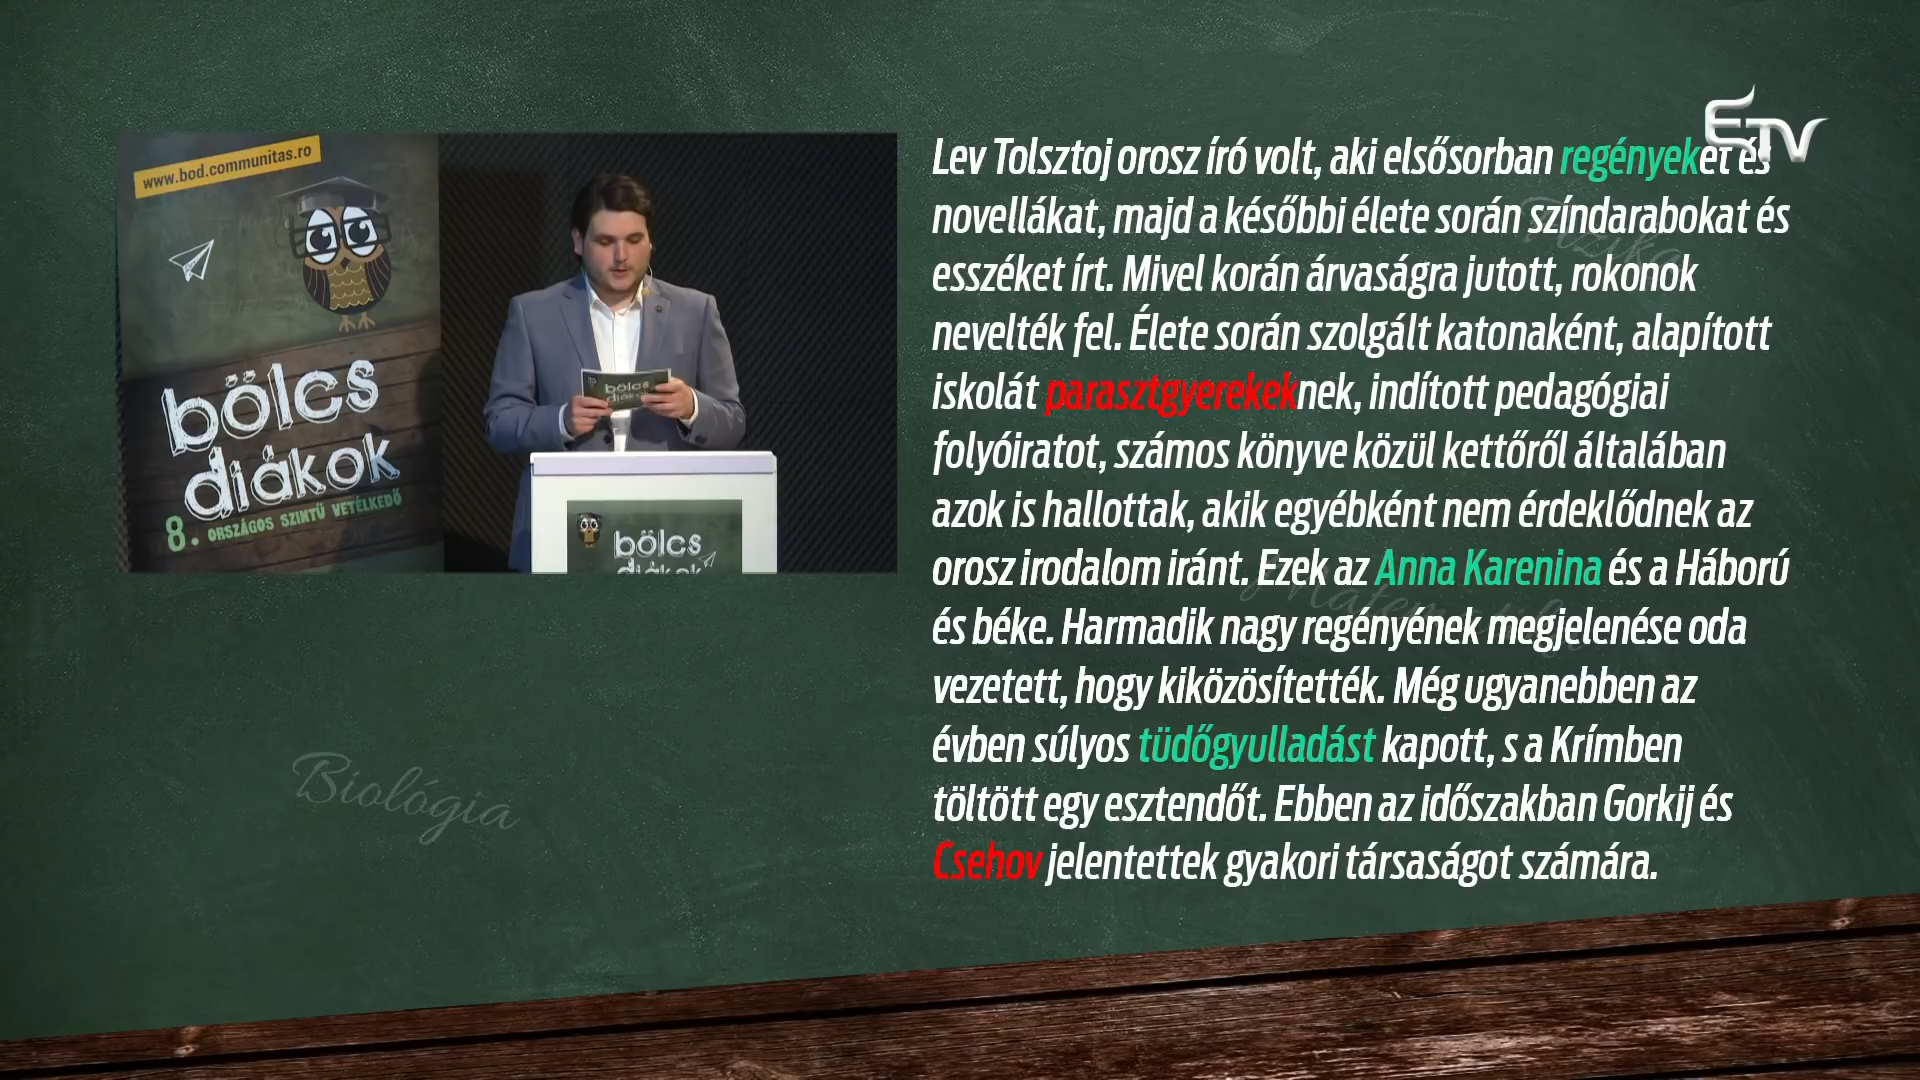 www.bod.communitas.ro
bölcs
diákok
8. ORSZÁGOS SZINTŰ VETÉLKEDŐ
bölcs
diákok
bölcs
diákok
ETV
Lev Tolsztoj orosz író volt, aki elsősorban regényeket és
novellákat, majd a későbbi élete során színdarabokat és
esszéket írt. Mivel korán árvaságra jutott, rokonok
nevelték fel. Élete során szolgált katonaként, alapított
iskolát parasztgyerekeknek, indított pedagógiai
folyóiratot, számos könyve közül kettőről általában
azok is hallottak, akik egyébként nem érdeklődnek az
orosz irodalom iránt. Ezek az Anna Karenina és a Háború
és béke. Harmadik nagy regényének megjelenése oda
vezetett, hogy kiközösítették. Még ugyanebben az
évben súlyos tüdőgyulladást kapott, s a Krímben
töltött egy esztendőt. Ebben az időszakban Gorkij és
Csehov jelentettek gyakori társaságot számára.
Fizika
Matematika
Biológia